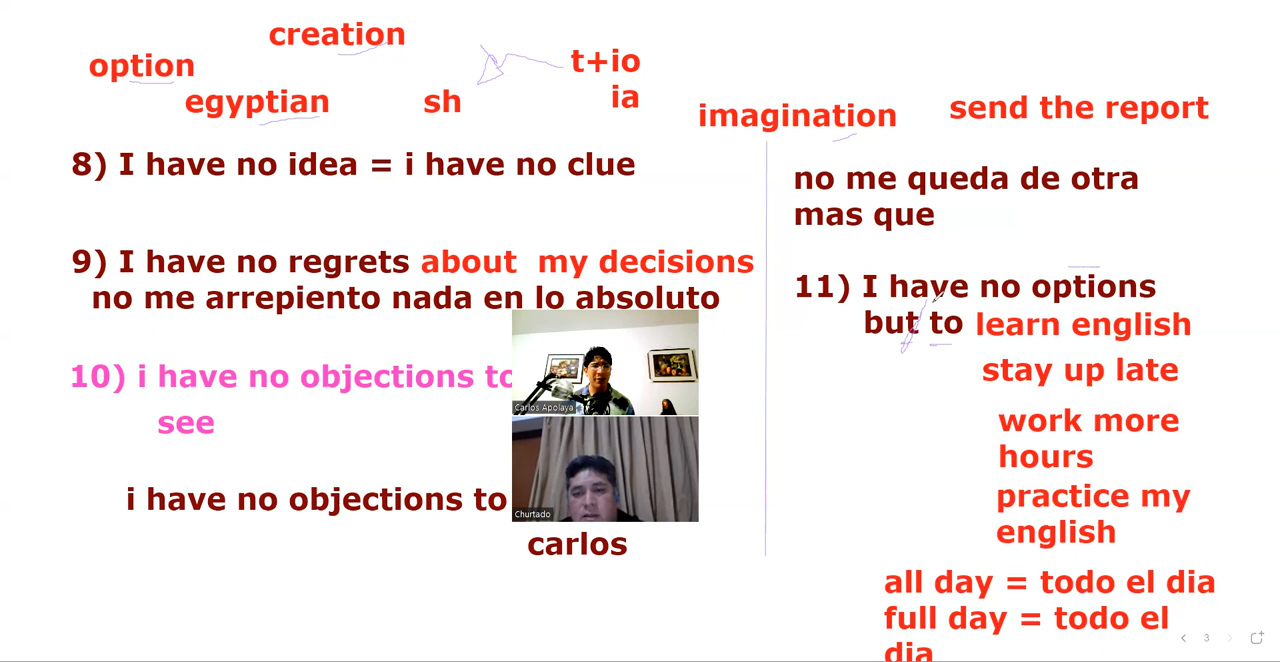 creation
option
t+io
egyptian
sh
ia
imagination
send the report
8) I have no idea = i have no clue
no me queda de otra
mas que
9) I have no regrets about my decisions
no me arrepiento nada en lo absoluto
11) I have no options
but to learn english
stay up late
10) i have no objections to
see
work more
hours
i have no objections to
practice my
english
carlos
Carlos Apolaya
Churtado
all day = todo el dia
full day = todo el
dia
3